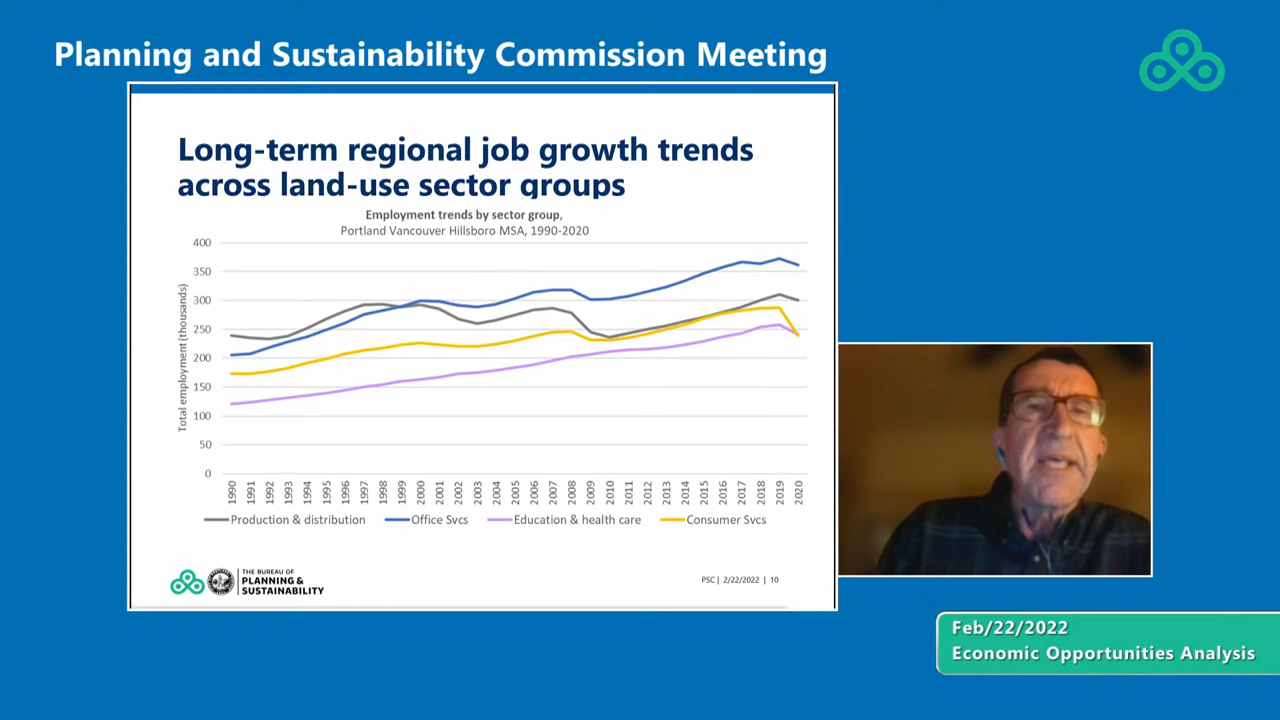 Planning and Sustainability Commission Meeting
Long-term regional job growth trends
across land-use sector groups
Employment trends by sector group,
Portland Vancouver Hillsboro MSA, 1990-2020
Total employment (thousands)
400
350
300
250
200
150
100
50
0
1990 1991 1992 1993 1994 1995 1996 1997 1998 1999 2000 2001 2002 2003 2004 2005 2006 2007 2008 2009 2010 2011 2012 2013 2014 2015 2016 2017 2018 2019 2020
Production & distribution Office Svcs Education & health care Consumer Svcs
THE BUREAU OF
PLANNING &
SUSTAINABILITY
PSC | 2/22/2022 | 10
Feb/22/2022
Economic Opportunities Analysis